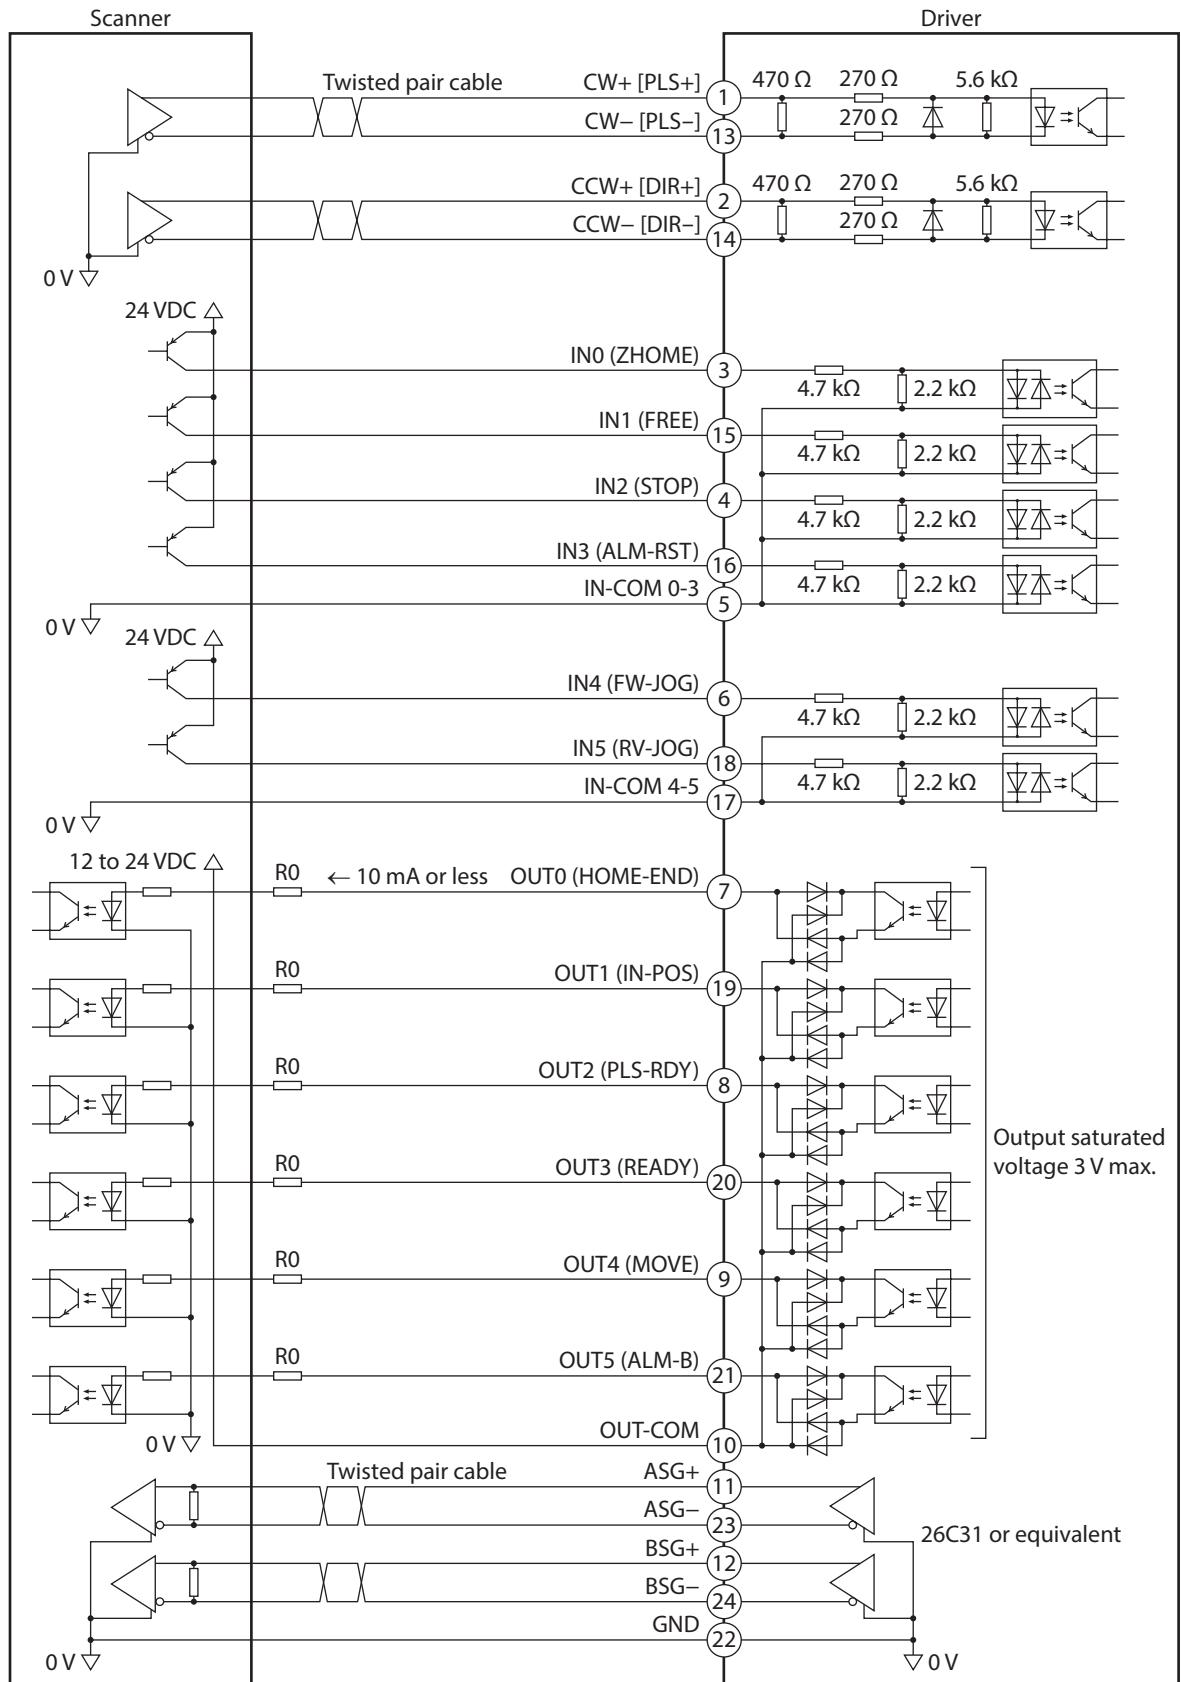 Scanner
Driver
Twisted pair cable
CW+ [PLS+]
1
470 Ω
270 Ω
5.6 kΩ
CW− [PLS−]
13
270 Ω
CCW+ [DIR+]
2
470 Ω
270 Ω
5.6 kΩ
CCW− [DIR−]
14
270 Ω
0 V
24 VDC
IN0 (ZHOME)
3
4.7 kΩ
2.2 kΩ
IN1 (FREE)
15
4.7 kΩ
2.2 kΩ
IN2 (STOP)
4
4.7 kΩ
2.2 kΩ
IN3 (ALM-RST)
16
4.7 kΩ
2.2 kΩ
IN-COM 0-3
5
0 V
24 VDC
IN4 (FW-JOG)
6
4.7 kΩ
2.2 kΩ
IN5 (RV-JOG)
18
4.7 kΩ
2.2 kΩ
IN-COM 4-5
17
0 V
12 to 24 VDC
R0
← 10 mA or less
OUT0 (HOME-END)
7
R0
OUT1 (IN-POS)
19
R0
OUT2 (PLS-RDY)
8
Output saturated
voltage 3 V max.
R0
OUT3 (READY)
20
R0
OUT4 (MOVE)
9
R0
OUT5 (ALM-B)
21
0 V
OUT-COM
10
Twisted pair cable
ASG+
11
ASG−
23
26C31 or equivalent
BSG+
12
BSG−
24
GND
22
0 V
0 V